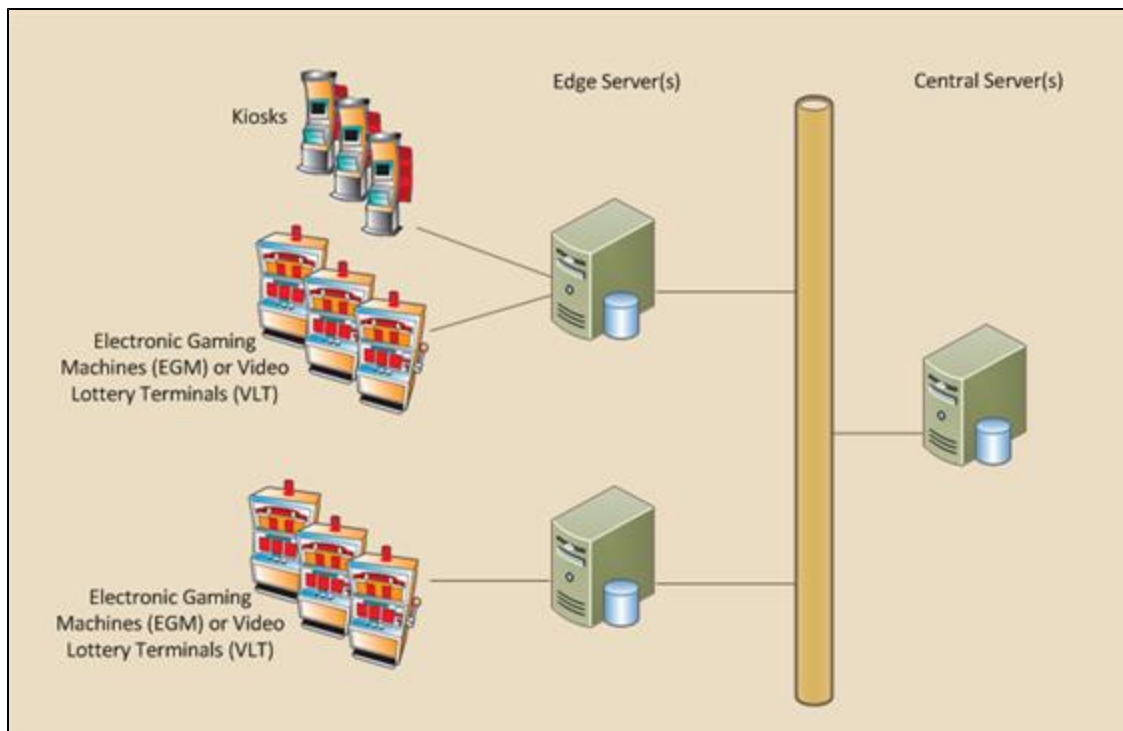 Edge Server(s)
Central Server(s)
Kiosks
Electronic Gaming
Machines (EGM) or Video
Lottery Terminals (VLT)
Electronic Gaming
Machines (EGM) or Video
Lottery Terminals (VLT)